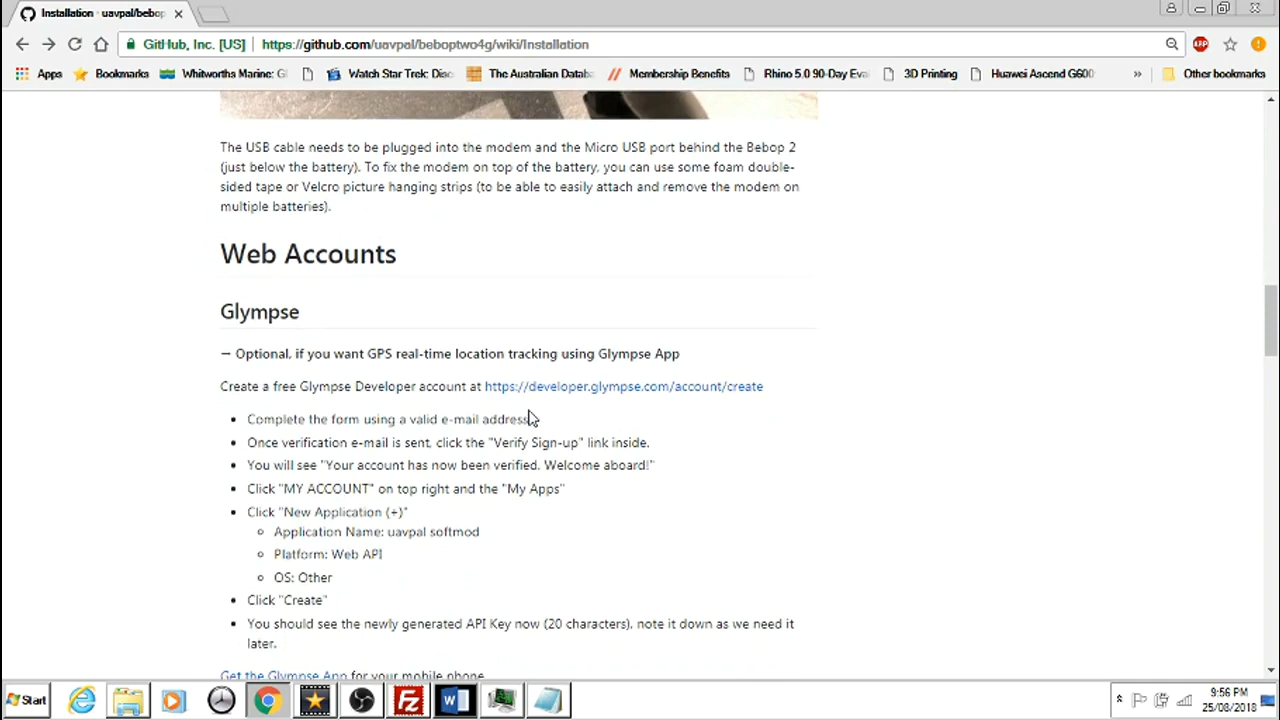 Installation · uavpal/bebop
GitHub, Inc. [US] https://github.com/uavpal/beboptwo4g/wiki/Installation
Apps Bookmarks Whitworths Marine: G Watch Star Trek: Disc The Australian Datab Membership Benefits Rhino 5.0 90-Day Eva 3D Printing Huawei Ascend G600 » Other bookmarks
The USB cable needs to be plugged into the modem and the Micro USB port behind the Bebop 2
(just below the battery). To fix the modem on top of the battery, you can use some foam double-
sided tape or Velcro picture hanging strips (to be able to easily attach and remove the modem on
multiple batteries).
Web Accounts
Glympse
— Optional, if you want GPS real-time location tracking using Glympse App
Create a free Glympse Developer account at https://developer.glympse.com/account/create
Complete the form using a valid e-mail address
Once verification e-mail is sent, click the "Verify Sign-up" link inside.
You will see "Your account has now been verified. Welcome aboard!"
Click "MY ACCOUNT" on top right and the "My Apps"
Click "New Application (+)"
Application Name: uavpal softmod
Platform: Web API
OS: Other
Click "Create"
You should see the newly generated API Key now (20 characters), note it down as we need it
later.
Get the Glympse App for your mobile phone
Start
9:56 PM
25/08/2018